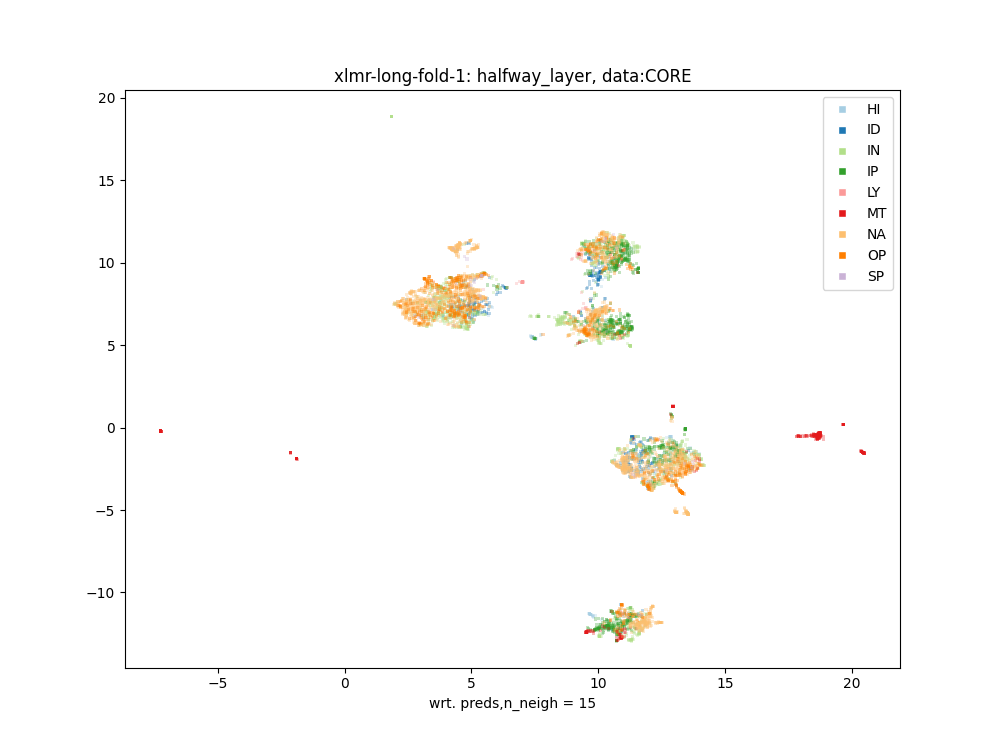 xlmr-long-fold-1: halfway_layer, data:CORE
20
15
10
5
0
−5
−10
−5
0
5
10
15
20
wrt. preds,n_neigh = 15
HI
ID
IN
IP
LY
MT
NA
OP
SP